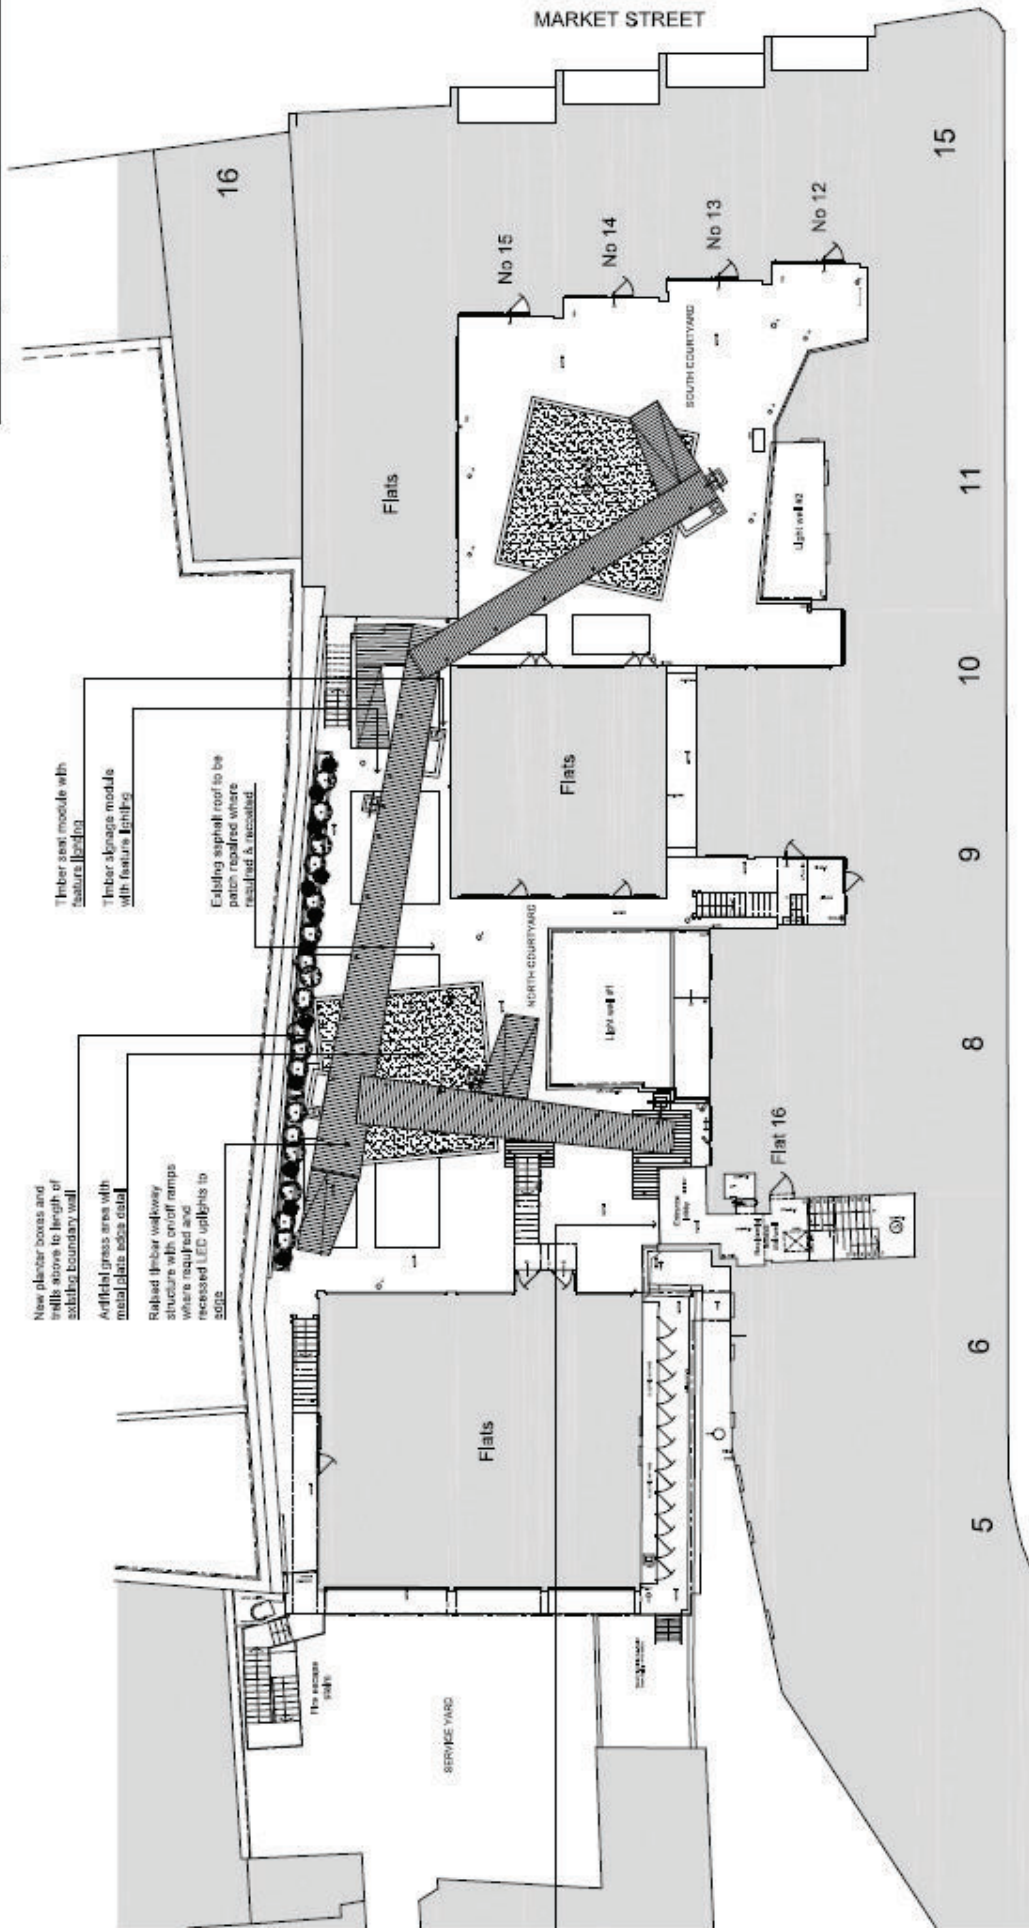 MARKET STREET
16
15
No 15
No 14
No 13
No 12
SOUTH COURTYARD
Flats
11
Light well #2
10
Timber seat module with
feature lighting
Timber signage module
with feature lighting
Existing asphalt roof to be
patch repaired where
required & recoated
Flats
9
NORTH COURTYARD
Light well #1
8
New planter boxes and
trellis above to length of
existing boundary wall
Artificial grass area with
metal plate edge detail
Raised timber walkway
structure with on/off ramps
where required and
recessed LED uplights to
edge
Flat 16
Entrance
lobby
6
Flats
5
Fire escape
stairs
SERVICE YARD